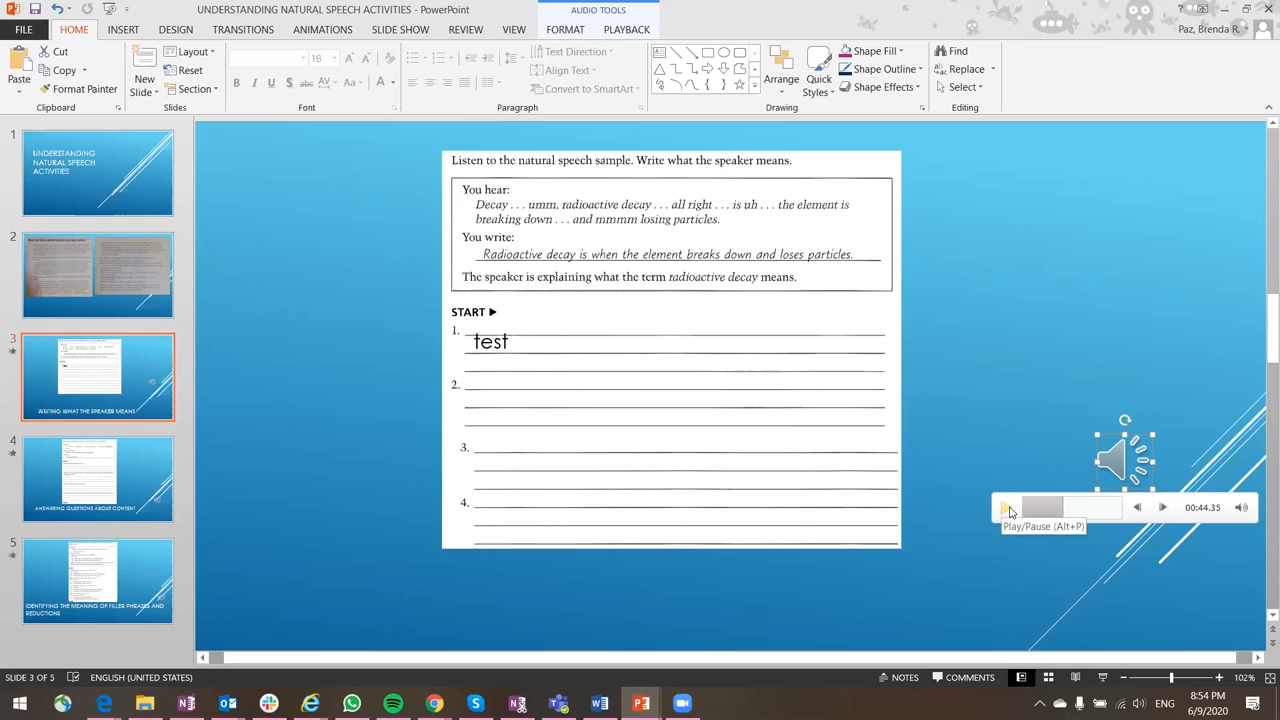 UNDERSTANDING NATURAL SPEECH ACTIVITIES - PowerPoint
AUDIO TOOLS
FILE HOME INSERT DESIGN TRANSITIONS ANIMATIONS SLIDE SHOW REVIEW VIEW FORMAT PLAYBACK
Paz, Brenda R.
Paste
Cut
Copy
Format Painter
Clipboard
New
Slide
Layout
Reset
Section
Slides
18
Font
Text Direction
Align Text
Convert to SmartArt
Paragraph
Arrange
Quick
Styles
Shape Fill
Shape Outline
Shape Effects
Drawing
Find
Replace
Select
Editing
1
UNDERSTANDING
NATURAL SPEECH
ACTIVITIES
2
3
WRITING WHAT THE SPEAKER MEANS
4
ANSWERING QUESTIONS ABOUT CONTENT
5
IDENTIFYING THE MEANING OF FILLER PHRASES AND
REDUCTIONS
Listen to the natural speech sample. Write what the speaker means.
You hear:
Decay . . . umm, radioactive decay . . . all right . . . is uh . . . the element is
breaking down . . . and mmmm losing particles.
You write:
Radioactive decay is when the element breaks down and loses particles.
The speaker is explaining what the term radioactive decay means.
START
1.
test
2.
3.
4.
00:44.35
Play/Pause (Alt+P)
SLIDE 3 OF 5
ENGLISH (UNITED STATES)
NOTES
COMMENTS
102%
ENG
8:54 PM
6/9/2020